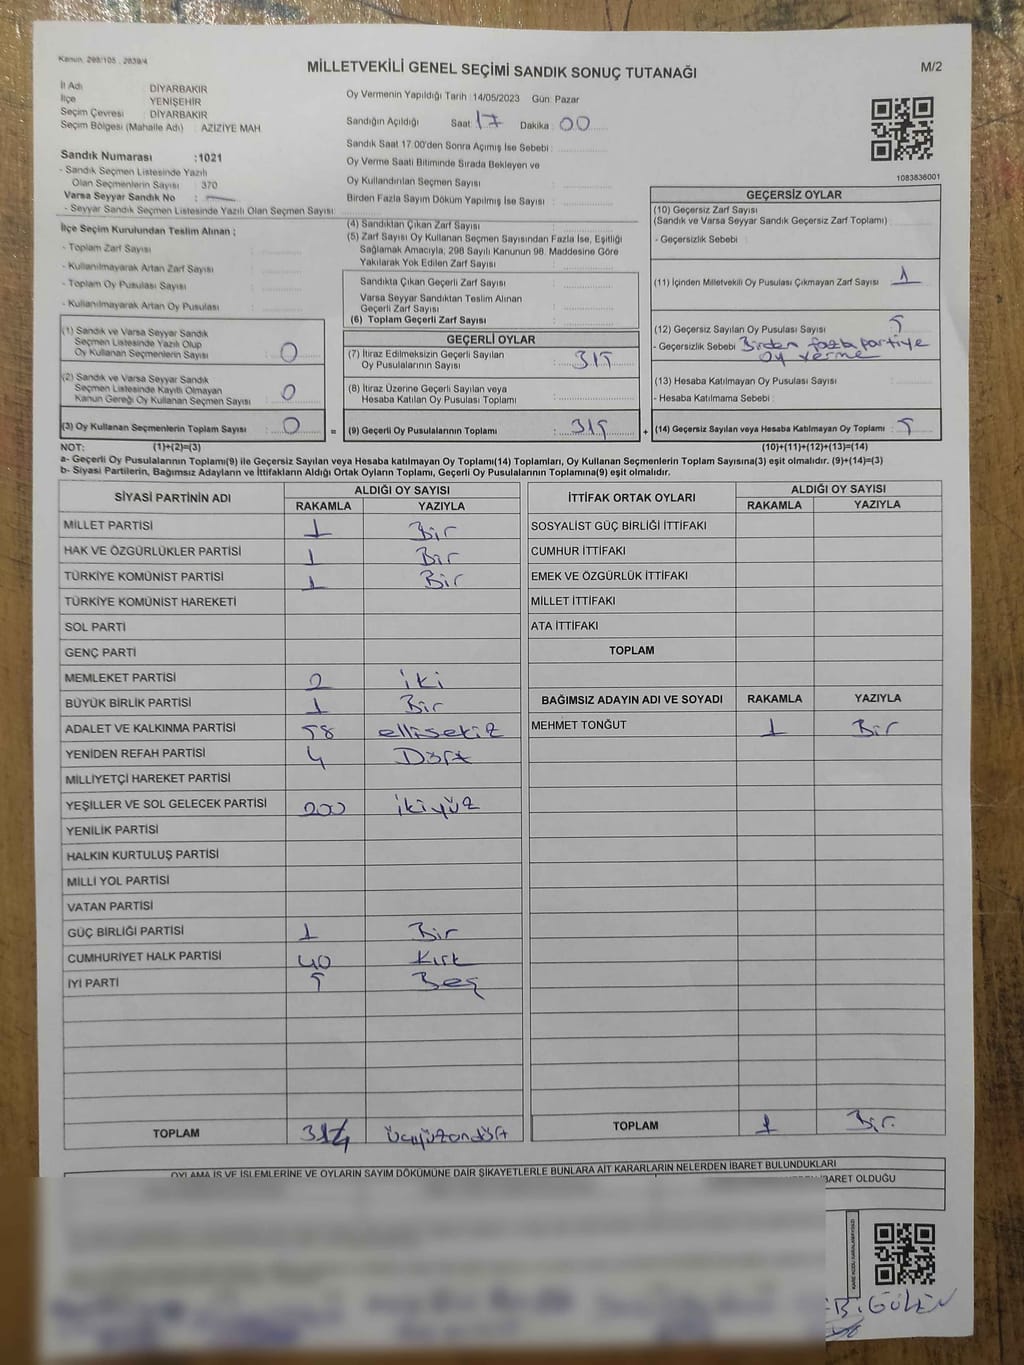 Kanun: 298/105 , 2839/4
MİLLETVEKİLİ GENEL SEÇİMİ SANDIK SONUÇ TUTANAĞI
M/2
İl Adı : DİYARBAKIR
İlçe : YENİŞEHİR
Seçim Çevresi : DİYARBAKIR
Seçim Bölgesi (Mahalle Adı) : AZİZİYE MAH.
Sandık Numarası :1021
- Sandık Seçmen Listesinde Yazılı
Olan Seçmenlerin Sayısı : 370
Varsa Seyyar Sandık No :
- Seyyar Sandık Seçmen Listesinde Yazılı Olan Seçmen Sayısı:
Oy Vermenin Yapıldığı Tarih : 14/05/2023 Gün: Pazar
Sandığın Açıldığı Saat : 17 Dakika : 00
Sandık Saat 17.00'den Sonra Açımış İse Sebebi :
Oy Verme Saati Bitiminde Sırada Bekleyen ve
Oy Kullandırılan Seçmen Sayısı :
Birden Fazla Sayım Döküm Yapılmış İse Sayısı :
1083836001
İlçe Seçim Kurulundan Teslim Alınan ;
- Toplam Zarf Sayısı :
- Kullanılmayarak Artan Zarf Sayısı :
- Toplam Oy Pusulası Sayısı :
- Kullanılmayarak Artan Oy Pusulası :
(1) Sandık ve Varsa Seyyar Sandık
Seçmen Listesinde Yazılı Olup
Oy Kullanan Seçmenlerin Sayısı : 0
(2) Sandık ve Varsa Seyyar Sandık
Seçmen Listesinde Kayıtlı Olmayan
Kanun Gereği Oy Kullanan Seçmen Sayısı : 0
(3) Oy Kullanan Seçmenlerin Toplam Sayısı : 0
(4) Sandıktan Çıkan Zarf Sayısı :
(5) Zarf Sayısı Oy Kullanan Seçmen Sayısından Fazla İse, Eşitliği
Sağlamak Amacıyla, 298 Sayılı Kanunun 98. Maddesine Göre
Yakılarak Yok Edilen Zarf Sayısı :
Sandıkta Çıkan Geçerli Zarf Sayısı :
Varsa Seyyar Sandıktan Teslim Alınan
Geçerli Zarf Sayısı :
(6) Toplam Geçerli Zarf Sayısı :
GEÇERLİ OYLAR
(7) İtiraz Edilmeksizin Geçerli Sayılan
Oy Pusulalarının Sayısı : 315
(8) İtiraz Üzerine Geçerli Sayılan veya
Hesaba Katılan Oy Pusulası Toplamı :
= (9) Geçerli Oy Pusulalarının Toplamı : 315 +
GEÇERSİZ OYLAR
(10) Geçersiz Zarf Sayısı
(Sandık ve Varsa Seyyar Sandık Geçersiz Zarf Toplamı) :
- Geçersizlik Sebebi :
(11) İçinden Milletvekili Oy Pusulası Çıkmayan Zarf Sayısı : 1
(12) Geçersiz Sayılan Oy Pusulası Sayısı : 5
- Geçersizlik Sebebi : Birden fazla partiye
oy verme
(13) Hesaba Katılmayan Oy Pusulası Sayısı :
- Hesaba Katılmama Sebebi :
(14) Geçersiz Sayılan veya Hesaba Katılmayan Oy Toplamı : 5
NOT: (1)+(2)=(3) (10)+(11)+(12)+(13)=(14)
a- Geçerli Oy Pusulalarının Toplamı(9) ile Geçersiz Sayılan veya Hesaba katılmayan Oy Toplamı(14) Toplamları, Oy Kullanan Seçmenlerin Toplam Sayısına(3) eşit olmalıdır. (9)+(14)=(3)
b- Siyasi Partilerin, Bağımsız Adayların ve İttifakların Aldığı Ortak Oyların Toplamı, Geçerli Oy Pusulalarının Toplamına(9) eşit olmalıdır.
SİYASİ PARTİNİN ADI ALDIĞI OY SAYISI
RAKAMLA YAZIYLA
MİLLET PARTİSİ 1 Bir
HAK VE ÖZGÜRLÜKLER PARTİSİ 1 Bir
TÜRKİYE KOMÜNİST PARTİSİ 1 Bir
TÜRKİYE KOMÜNİST HAREKETİ
SOL PARTİ
GENÇ PARTİ
MEMLEKET PARTİSİ 2 iki
BÜYÜK BİRLİK PARTİSİ 1 Bir
ADALET VE KALKINMA PARTİSİ 58 ellisekiz
YENİDEN REFAH PARTİSİ 4 Dört
MİLLİYETÇİ HAREKET PARTİSİ
YEŞİLLER VE SOL GELECEK PARTİSİ 200 ikiyüz
YENİLİK PARTİSİ
HALKIN KURTULUŞ PARTİSİ
MİLLİ YOL PARTİSİ
VATAN PARTİSİ
GÜÇ BİRLİĞİ PARTİSİ 1 Bir
CUMHURİYET HALK PARTİSİ 40 Kırk
İYİ PARTİ 5 Beş
TOPLAM 314 üçyüzondört
İTTİFAK ORTAK OYLARI ALDIĞI OY SAYISI
RAKAMLA YAZIYLA
SOSYALİST GÜÇ BİRLİĞİ İTTİFAKI
CUMHUR İTTİFAKI
EMEK VE ÖZGÜRLÜK İTTİFAKI
MİLLET İTTİFAKI
ATA İTTİFAKI
TOPLAM
BAĞIMSIZ ADAYIN ADI VE SOYADI RAKAMLA YAZIYLA
MEHMET TONĞUT 1 Bir
TOPLAM 1 Bir
OYLAMA İŞ VE İŞLEMLERİNE VE OYLARIN SAYIM DÖKÜMÜNE DAİR ŞİKAYETLERLE BUNLARA AİT KARARLARIN NELERDEN İBARET BULUNDUKLARI
İBARET OLDUĞU
GÜLEN